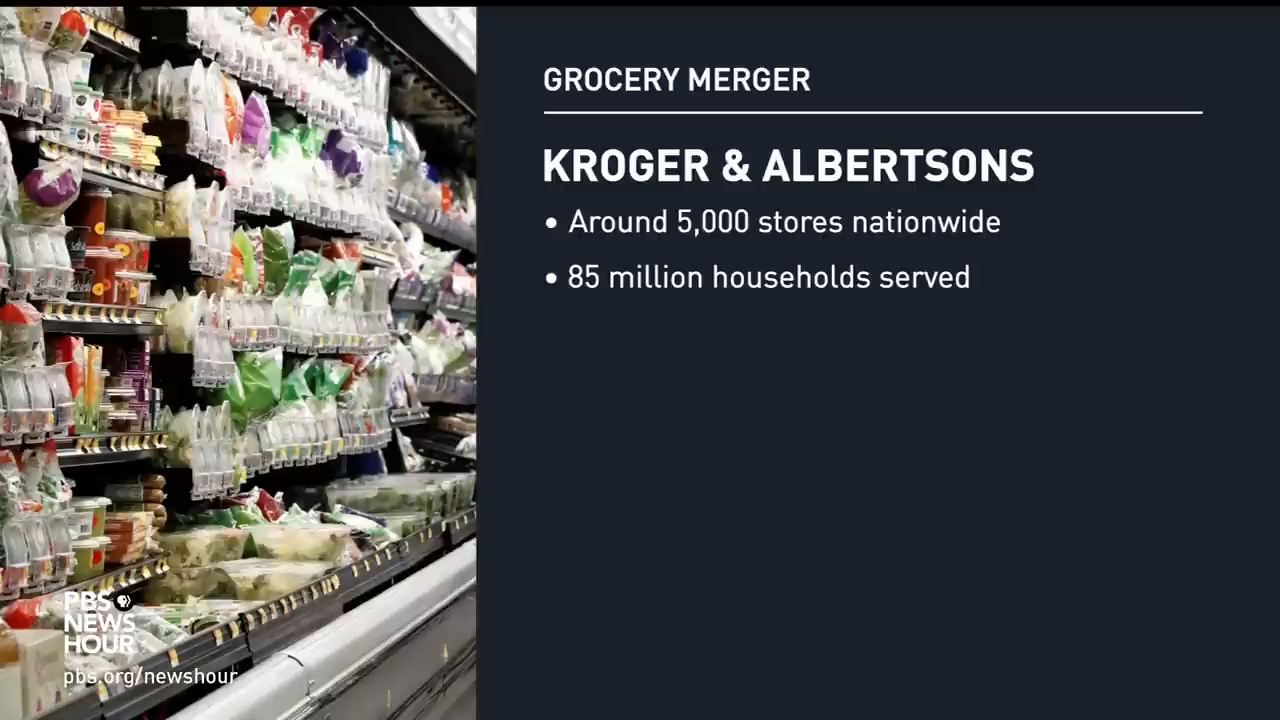 GROCERY MERGER
KROGER & ALBERTSONS
• Around 5,000 stores nationwide
• 85 million households served
PBS
NEWS
HOUR
pbs.org/newshour